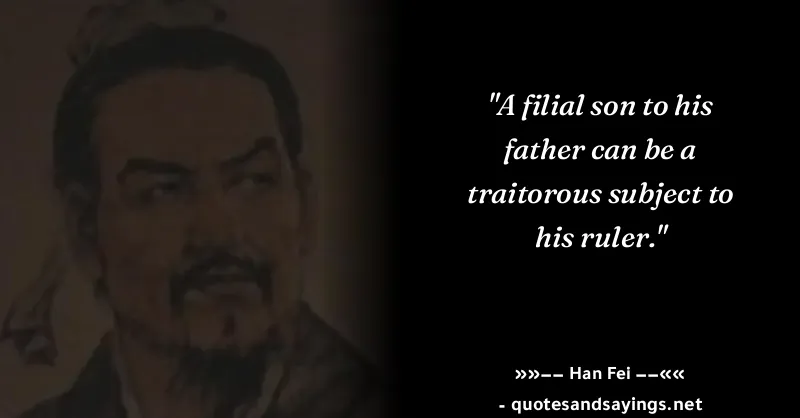 "A filial son to his
father can be a
traitorous subject to
his ruler."
»»−− Han Fei −−««
- quotesandsayings.net